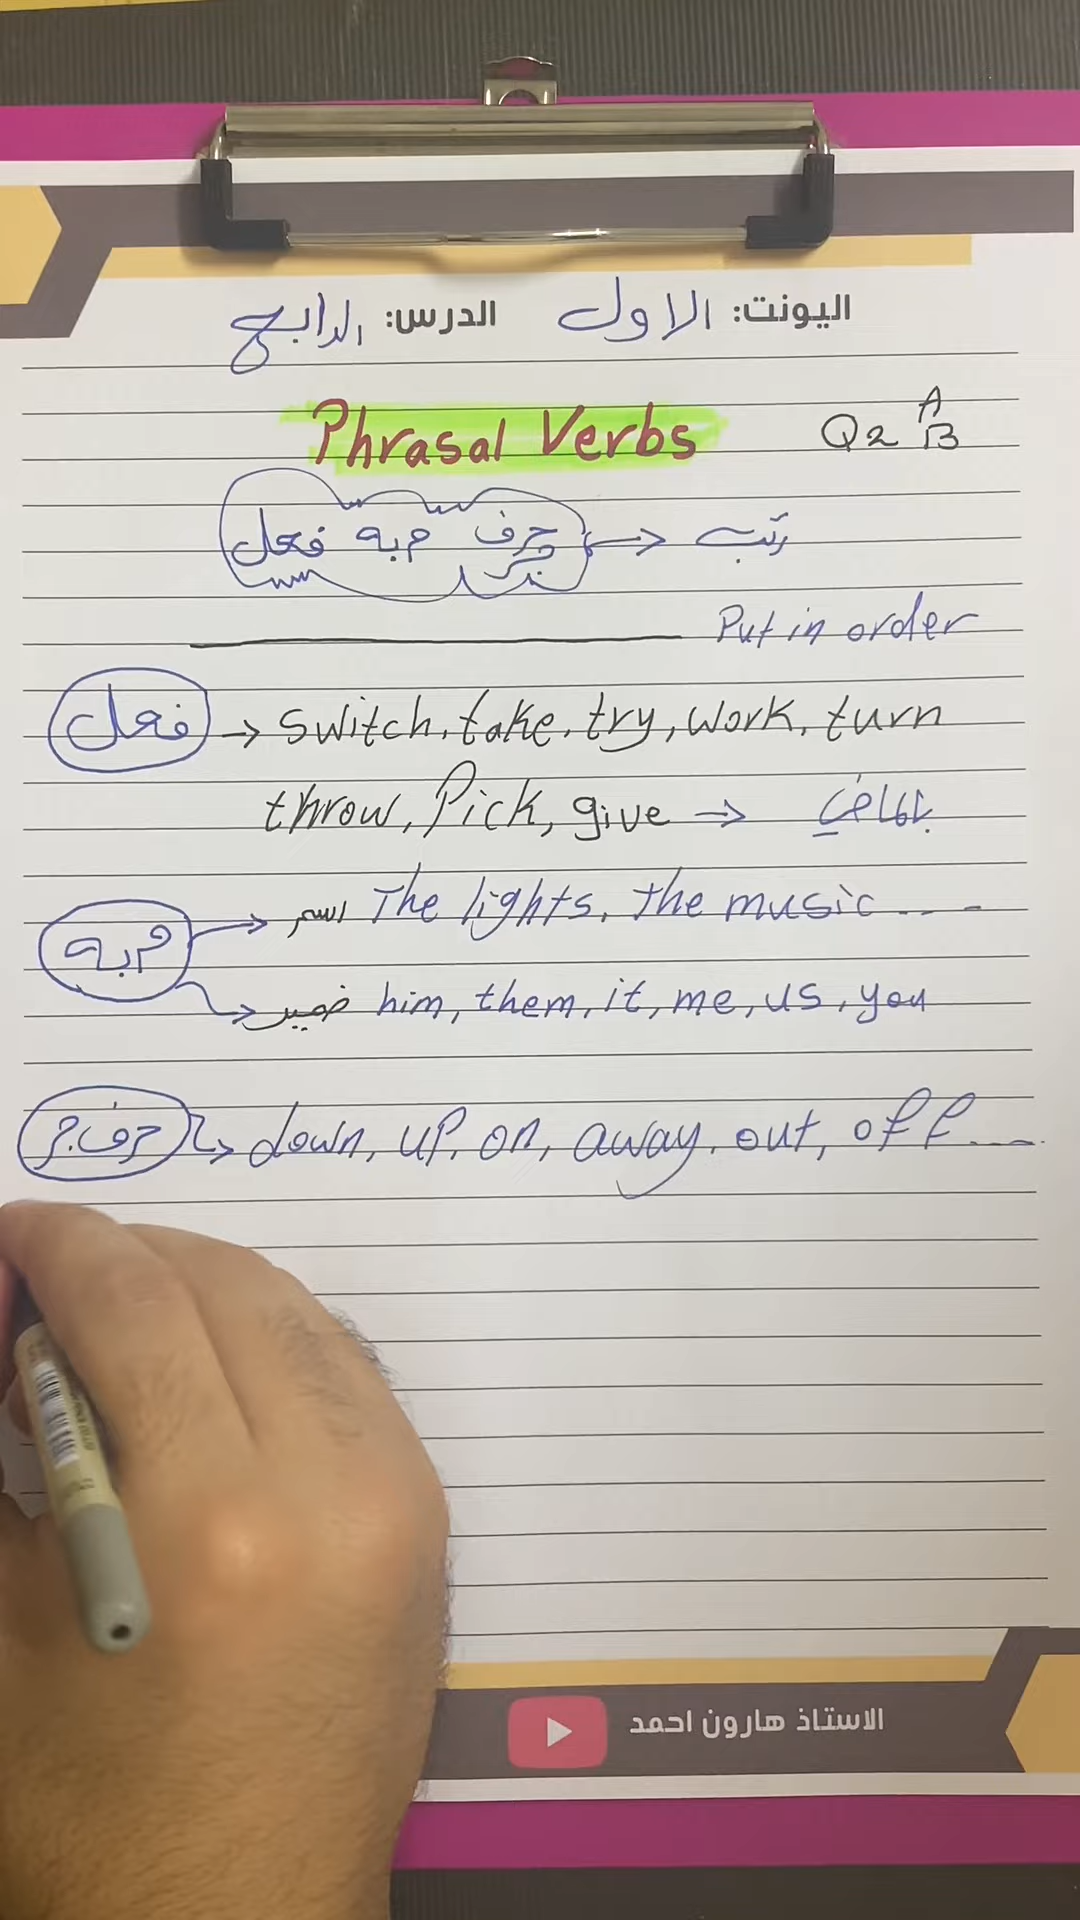 اليونت: الاول الدرس: الرابع
Phrasal Verbs Q2 A B
رتب حرف جر م به فعل
Put in order
فعل → switch, take, try, work, turn
throw, Pick, give ⇒ بالماضي
م به
اسم The lights, the music ....
ضمير him, them, it, me, us, you
حرف جر → down, up, on, away, out, off ....
الاستاذ هارون احمد